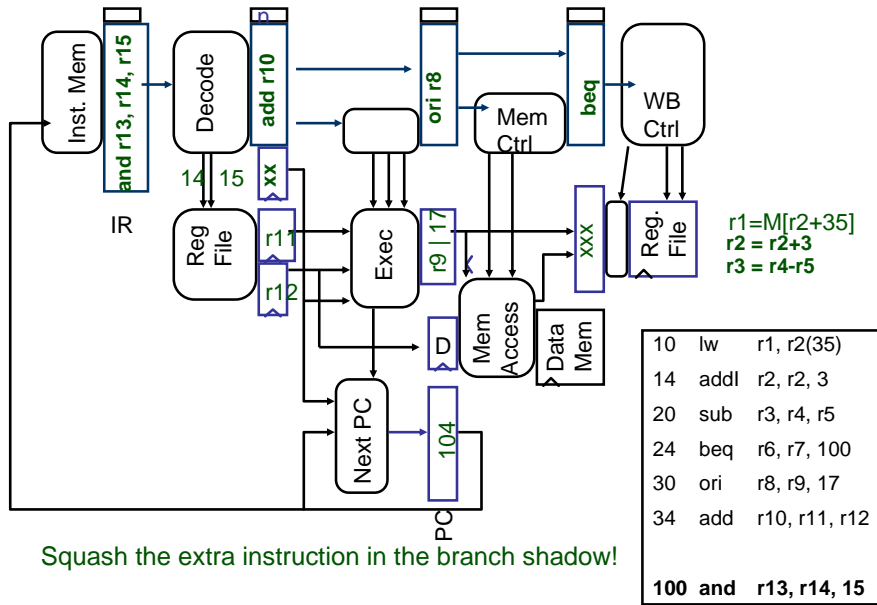 n
Inst. Mem
and r13, r14, r15
Decode
add r10
ori r8
Mem
Ctrl
beq
WB
Ctrl
IR
14
15
xx
Reg
File
r11
r12
Exec
r9 | 17
xxx
Reg.
File
r1=M[r2+35]
r2 = r2+3
r3 = r4-r5
D
Mem
Access
Data
Mem
Next PC
104
PC
10 lw r1, r2(35)
14 addI r2, r2, 3
20 sub r3, r4, r5
24 beq r6, r7, 100
30 ori r8, r9, 17
34 add r10, r11, r12
100 and r13, r14, 15
Squash the extra instruction in the branch shadow!